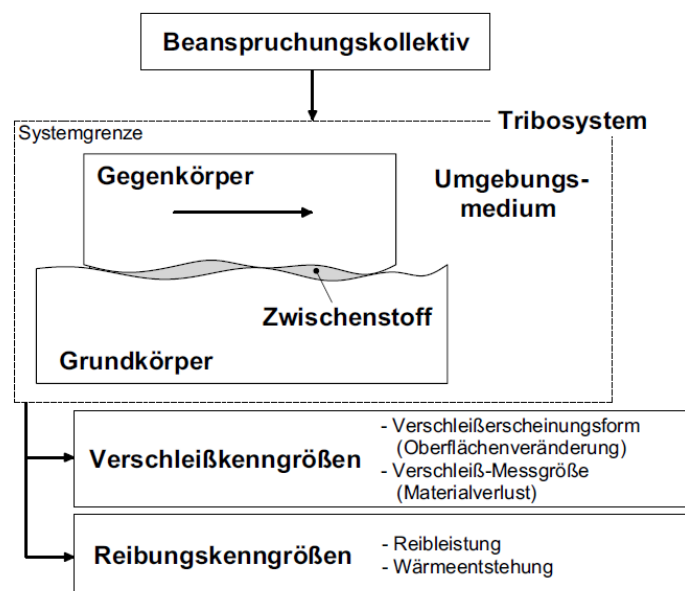 Beanspruchungskollektiv
Systemgrenze
Tribosystem
Gegenkörper
Umgebungs-
medium
Zwischenstoff
Grundkörper
Verschleißkenngrößen
- Verschleißerscheinungsform
(Oberflächenveränderung)
- Verschleiß-Messgröße
(Materialverlust)
Reibungskenngrößen
- Reibleistung
- Wärmeentstehung